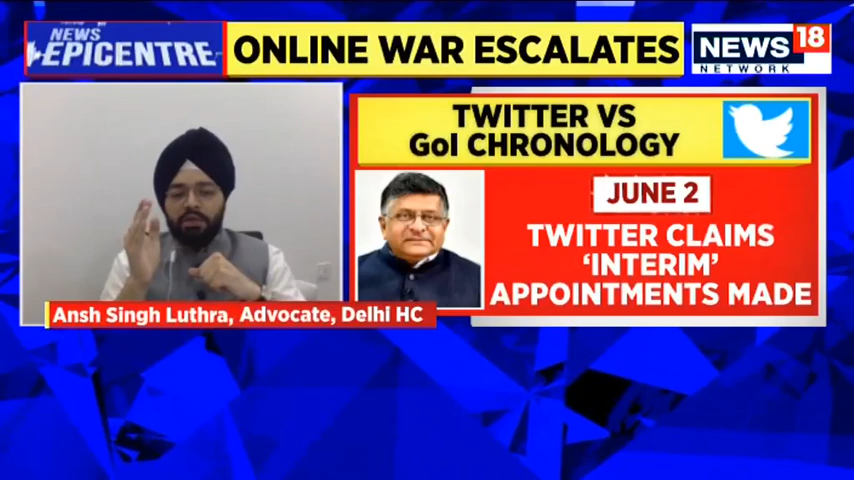 NEWS
EPICENTRE
ONLINE WAR ESCALATES
NEWS 18
NETWORK
TWITTER VS
GoI CHRONOLOGY
JUNE 2
TWITTER CLAIMS
‘INTERIM’
APPOINTMENTS MADE
Ansh Singh Luthra, Advocate, Delhi HC